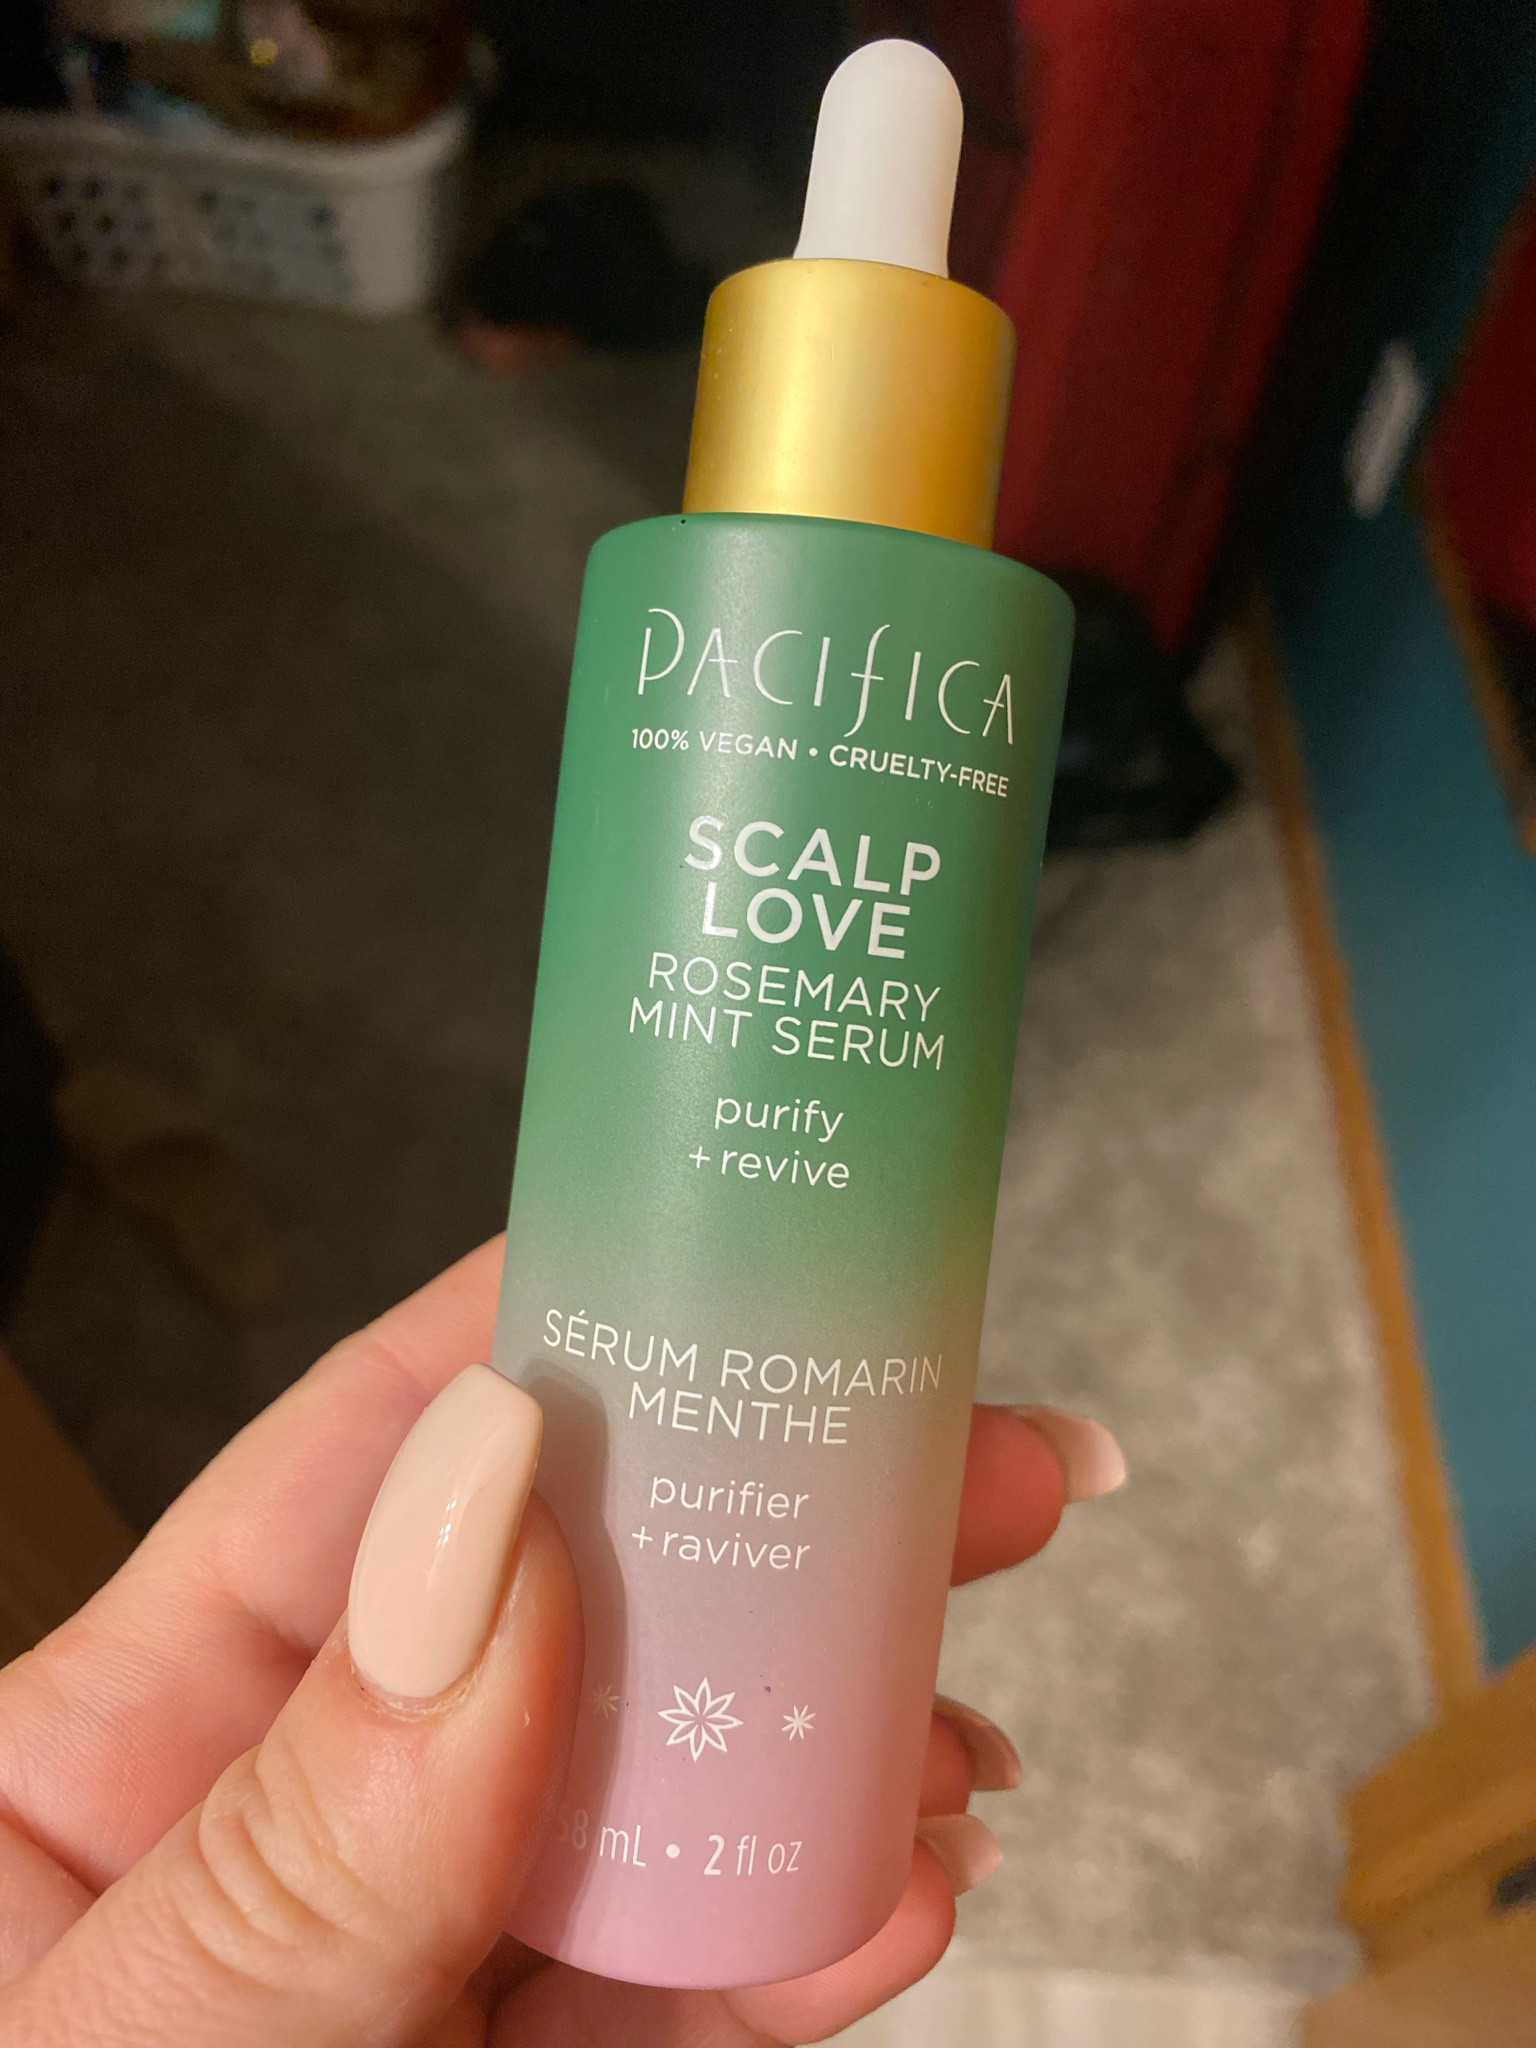 PACIFICA
100% VEGAN • CRUELTY-FREE
SCALP
LOVE
ROSEMARY
MINT SERUM
purify
+ revive
SÉRUM ROMARIN
MENTHE
purifier
+ raviver
58 mL • 2 fl oz